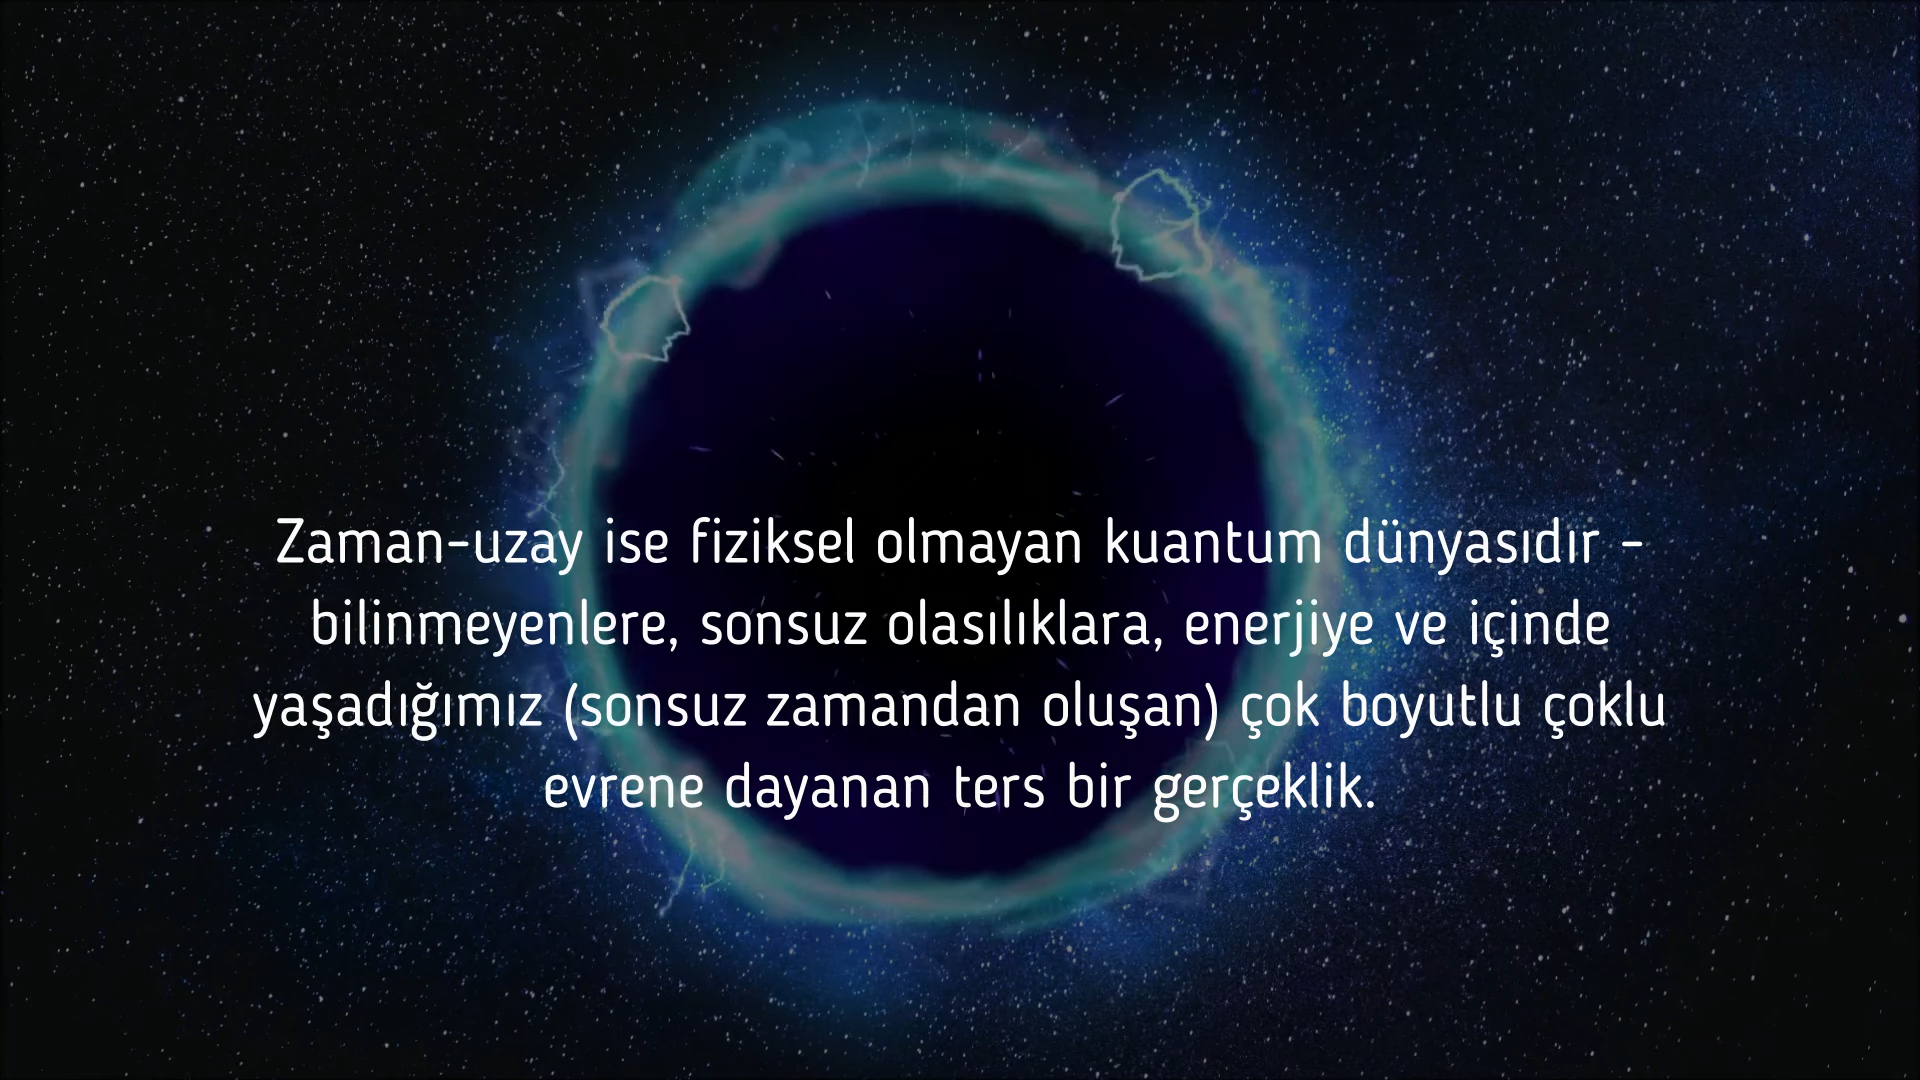 Zaman-uzay ise fiziksel olmayan kuantum dünyasıdır -
bilinmeyenlere, sonsuz olasılıklara, enerjiye ve içinde
yaşadığımız (sonsuz zamandan oluşan) çok boyutlu çoklu
evrene dayanan ters bir gerçeklik.